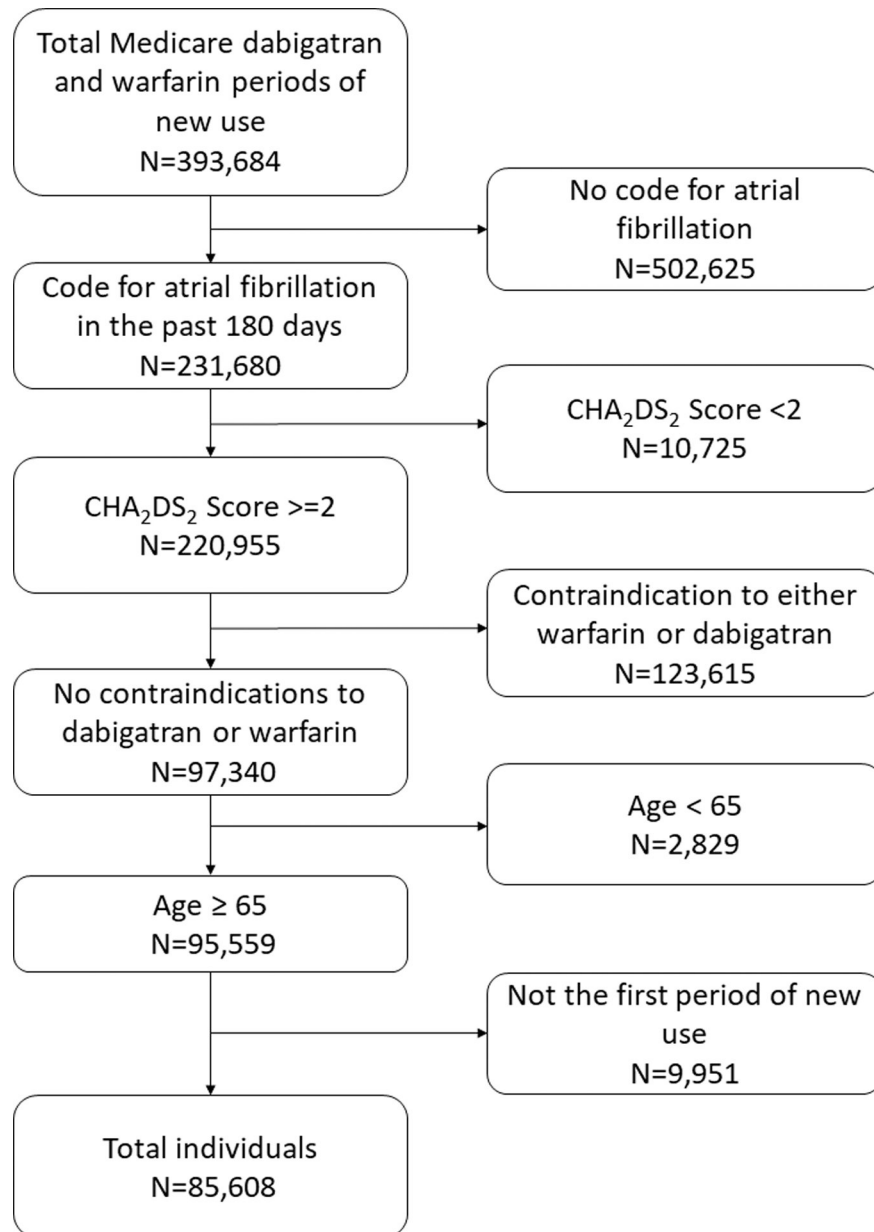 Total Medicare dabigatran
and warfarin periods of
new use
N=393,684
No code for atrial
fibrillation
N=502,625
Code for atrial fibrillation
in the past 180 days
N=231,680
CHA₂DS₂ Score <2
N=10,725
CHA₂DS₂ Score >=2
N=220,955
Contraindication to either
warfarin or dabigatran
N=123,615
No contraindications to
dabigatran or warfarin
N=97,340
Age < 65
N=2,829
Age ≥ 65
N=95,559
Not the first period of new
use
N=9,951
Total individuals
N=85,608